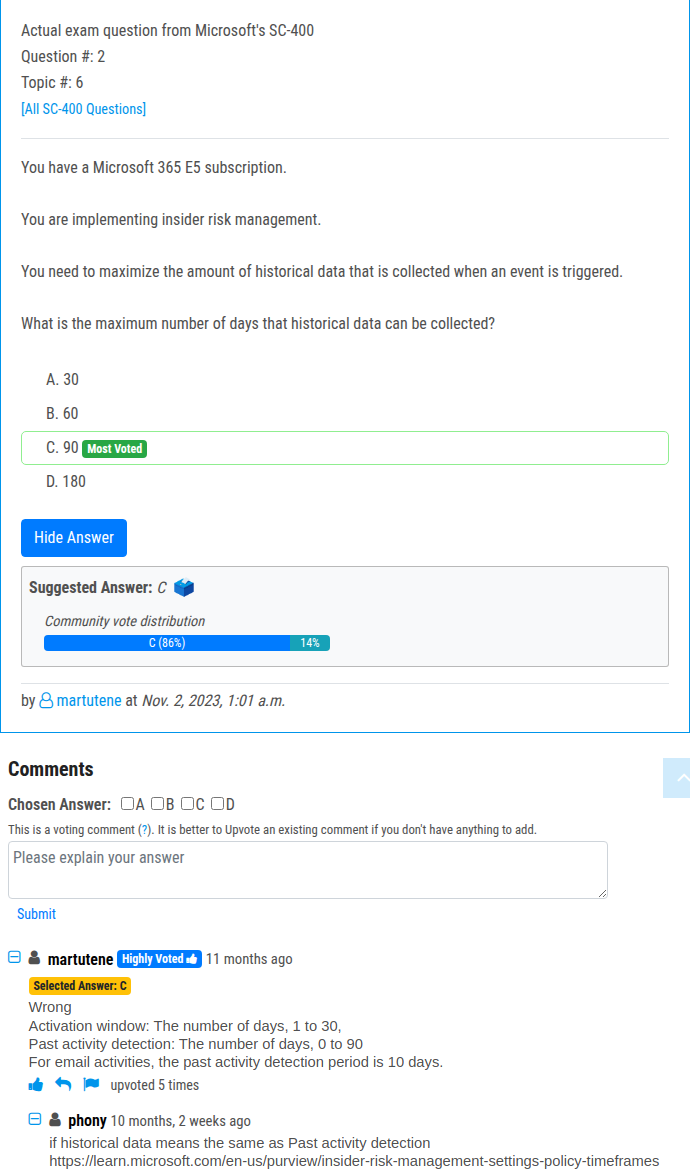 Actual exam question from Microsoft's SC-400
Question #: 2
Topic #: 6
[All SC-400 Questions]
You have a Microsoft 365 E5 subscription.
You are implementing insider risk management.
You need to maximize the amount of historical data that is collected when an event is triggered.
What is the maximum number of days that historical data can be collected?
A. 30
B. 60
C. 90 Most Voted
D. 180
Hide Answer
Suggested Answer: C
Community vote distribution
C (86%) 14%
by martutene at Nov. 2, 2023, 1:01 a.m.
Comments
Chosen Answer: A B C D
This is a voting comment (?). It is better to Upvote an existing comment if you don't have anything to add.
Please explain your answer
Submit
martutene Highly Voted 11 months ago
Selected Answer: C
Wrong
Activation window: The number of days, 1 to 30,
Past activity detection: The number of days, 0 to 90
For email activities, the past activity detection period is 10 days.
upvoted 5 times
phony 10 months, 2 weeks ago
if historical data means the same as Past activity detection
https://learn.microsoft.com/en-us/purview/insider-risk-management-settings-policy-timeframes